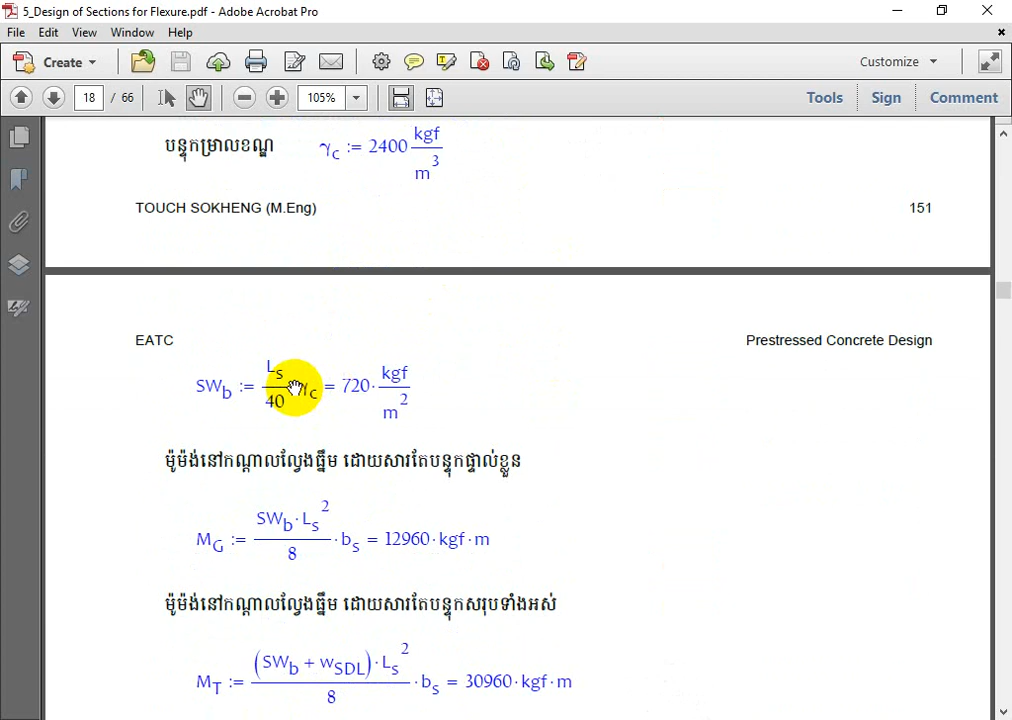 5_Design of Sections for Flexure.pdf - Adobe Acrobat Pro
File Edit View Window Help
Create Customize
18 / 66 105% Tools Sign Comment
បន្ទុកម្រាលខណ្ឌ γc := 2400 kgf/m^3
TOUCH SOKHENG (M.Eng) 151
EATC Prestressed Concrete Design
SWb := Ls/40 γc = 720· kgf/m^2
ម៉ូម៉ង់នៅកណ្តាលល្វែងធ្នឹម ដោយសារតែបន្ទុកផ្ទាល់ខ្លួន
MG := SWb·Ls^2/8 ·bs = 12960·kgf·m
ម៉ូម៉ង់នៅកណ្តាលល្វែងធ្នឹម ដោយសារតែបន្ទុកសរុបទាំងអស់
MT := (SWb + wSDL)·Ls^2/8 ·bs = 30960·kgf·m